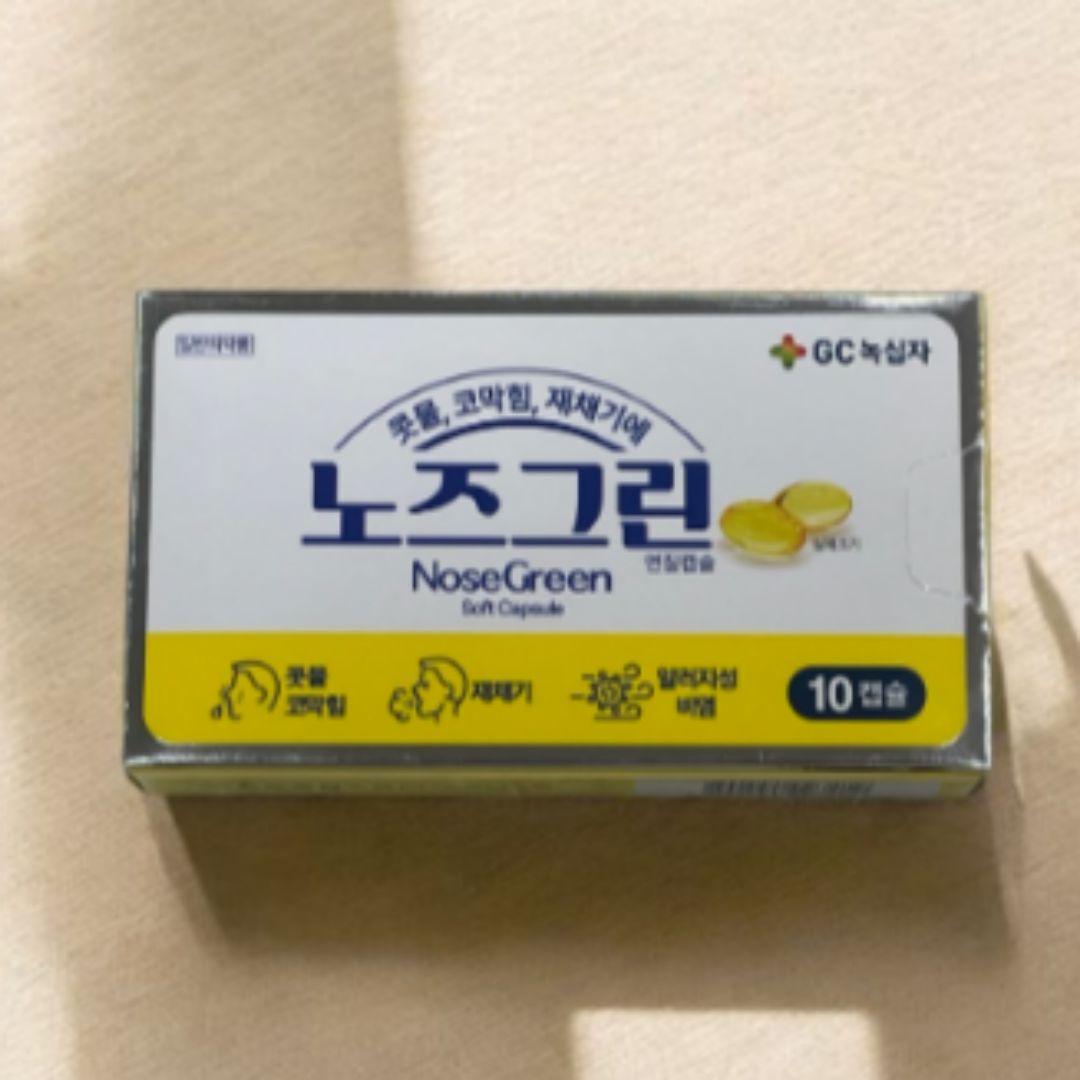 일반의약품
GC 녹십자
콧물, 코막힘, 재채기에
노즈그린
연질캡슐
NoseGreen
Soft Capsule
실제크기
콧물
코막힘
재채기
알러지성
비염
10 캡슐